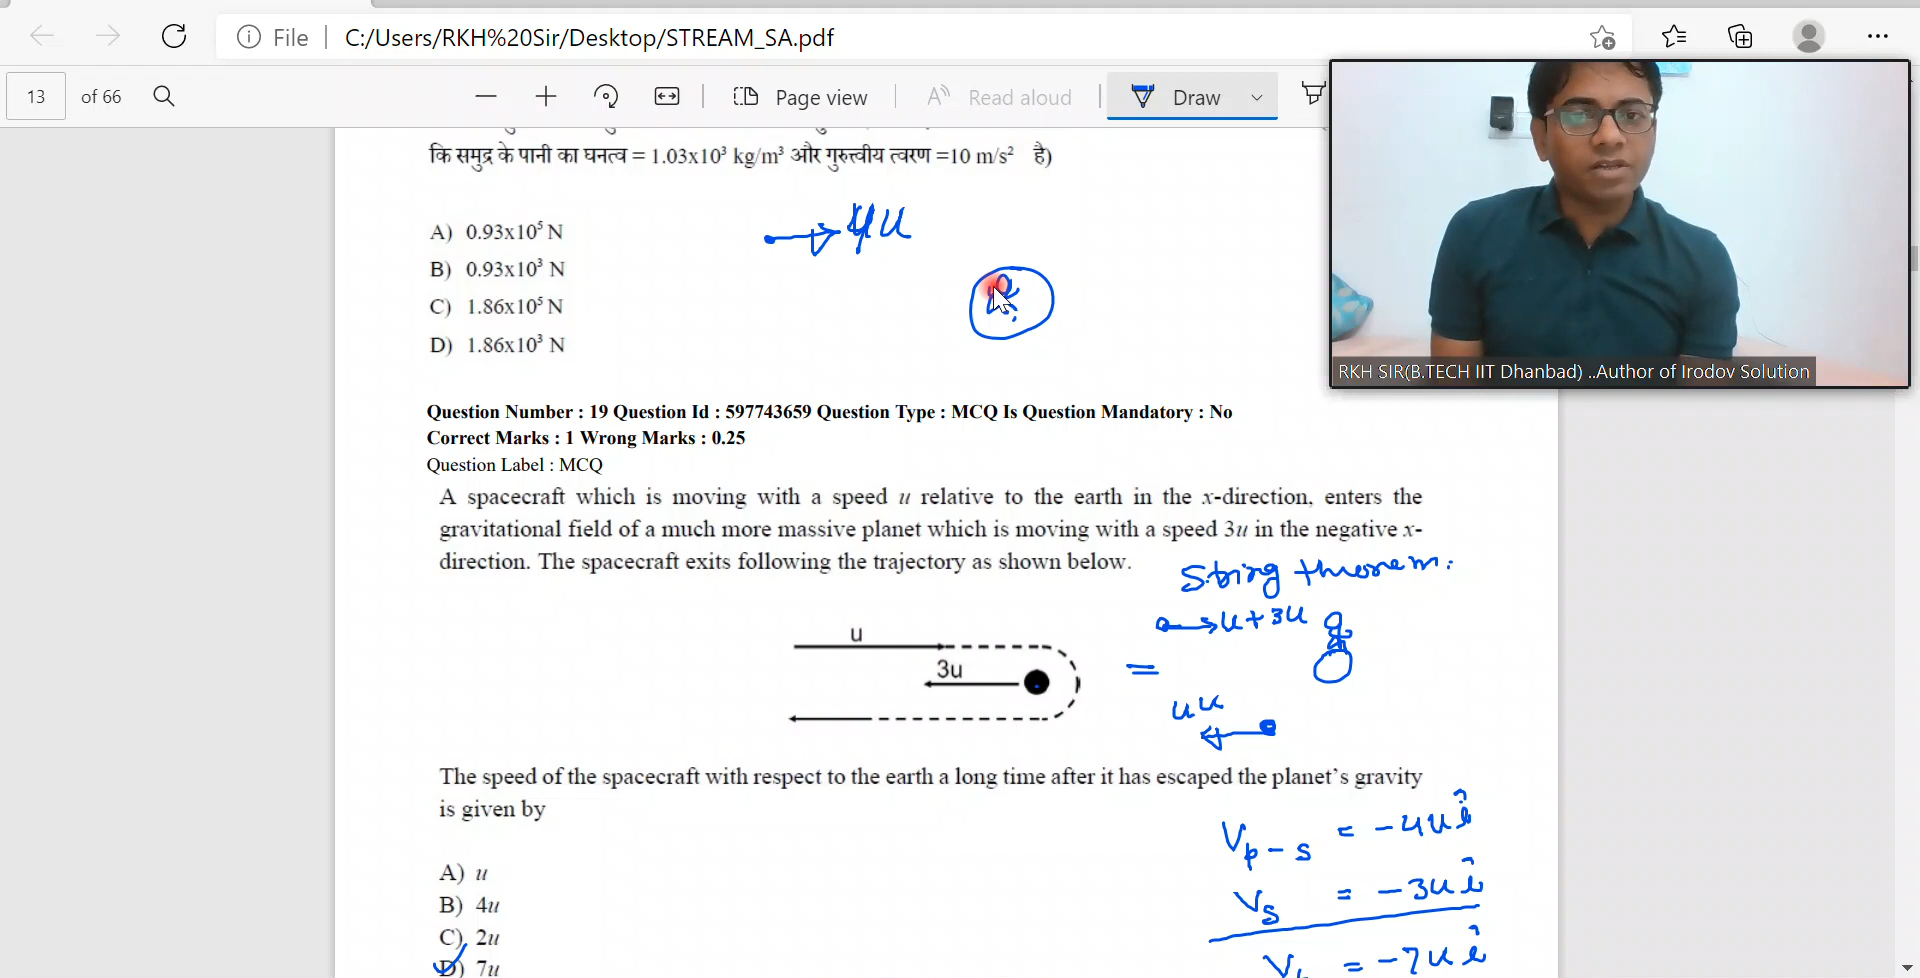 File
C:/Users/RKH%20Sir/Desktop/STREAM_SA.pdf
13 of 66
Page view
Read aloud
Draw
कि समुद्र के पानी का घनत्व = 1.03x10³ kg/m³ और गुरुत्वीय त्वरण =10 m/s² है)
A) 0.93x10⁵ N
B) 0.93x10³ N
C) 1.86x10⁵ N
D) 1.86x10³ N
4u
RKH SIR(B.TECH IIT Dhanbad) ..Author of Irodov Solution
Question Number : 19 Question Id : 597743659 Question Type : MCQ Is Question Mandatory : No
Correct Marks : 1 Wrong Marks : 0.25
Question Label : MCQ
A spacecraft which is moving with a speed u relative to the earth in the x-direction, enters the
gravitational field of a much more massive planet which is moving with a speed 3u in the negative x-
direction. The spacecraft exits following the trajectory as shown below.
theorem.
u+3u
u
3u
=
4u
The speed of the spacecraft with respect to the earth a long time after it has escaped the planet's gravity
is given by
V p-s = -4u î
V s = -3u î
= -7u î
A) u
B) 4u
C) 2u
D) 7u